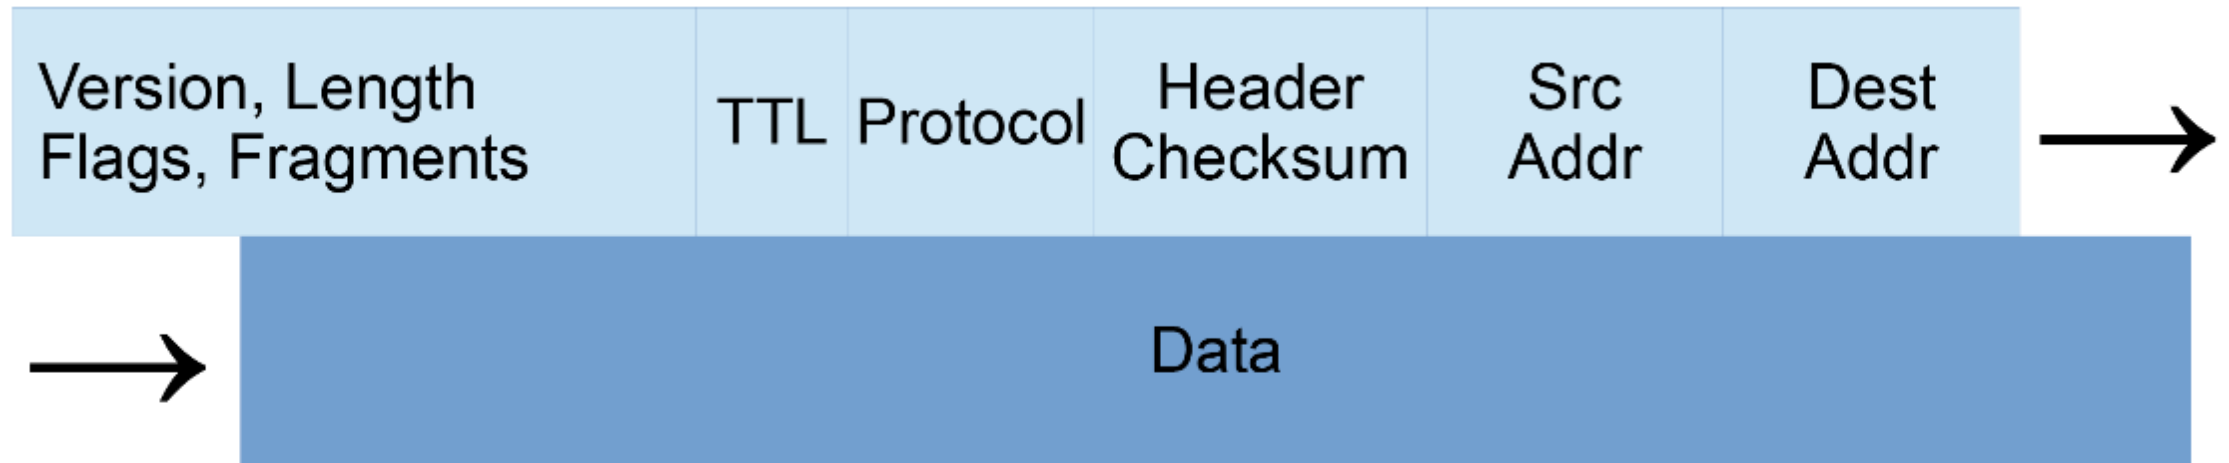 Version, Length
Flags, Fragments
TTL
Protocol
Header
Checksum
Src
Addr
Dest
Addr
Data